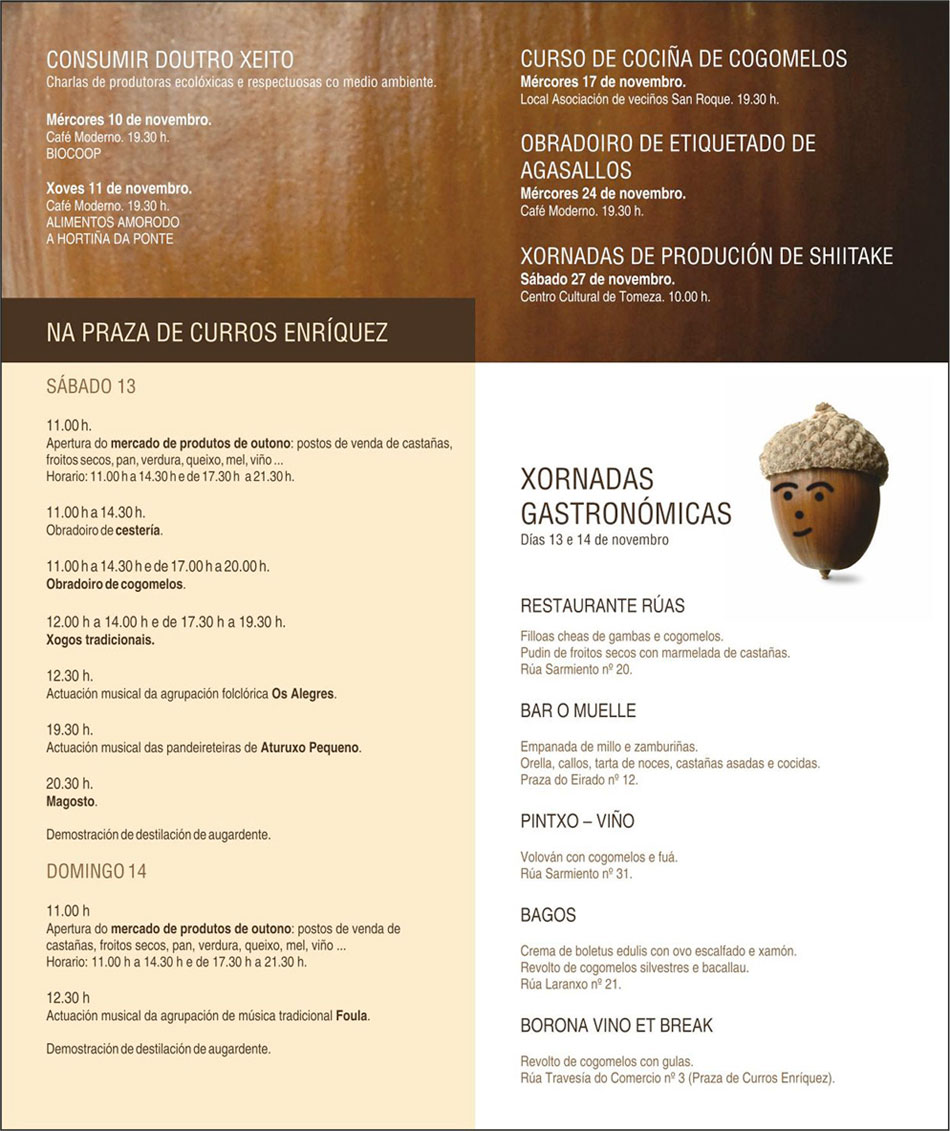 CONSUMIR DOUTRO XEITO
Charlas de produtoras ecolóxicas e respectuosas co medio ambiente.
Mércores 10 de novembro.
Café Moderno. 19.30 h.
BIOCOOP
Xoves 11 de novembro.
Café Moderno. 19.30 h.
ALIMENTOS AMORODO
A HORTIÑA DA PONTE
CURSO DE COCIÑA DE COGOMELOS
Mércores 17 de novembro.
Local Asociación de veciños San Roque. 19.30 h.
OBRADOIRO DE ETIQUETADO DE
AGASALLOS
Mércores 24 de novembro.
Café Moderno. 19.30 h.
XORNADAS DE PRODUCIÓN DE SHIITAKE
Sábado 27 de novembro.
Centro Cultural de Tomeza. 10.00 h.
NA PRAZA DE CURROS ENRÍQUEZ
SÁBADO 13
11.00 h.
Apertura do mercado de produtos de outono: postos de venda de castañas,
froitos secos, pan, verdura, queixo, mel, viño ...
Horario: 11.00 h a 14.30 h e de 17.30 h a 21.30 h.
11.00 h a 14.30 h.
Obradoiro de cestería.
11.00 h a 14.30 h e de 17.00 h a 20.00 h.
Obradoiro de cogomelos.
12.00 h a 14.00 h e de 17.30 h a 19.30 h.
Xogos tradicionais.
12.30 h.
Actuación musical da agrupación folclórica Os Alegres.
19.30 h.
Actuación musical das pandeireteiras de Aturuxo Pequeno.
20.30 h.
Magosto.
Demostración de destilación de augardente.
DOMINGO 14
11.00 h
Apertura do mercado de produtos de outono: postos de venda de
castañas, froitos secos, pan, verdura, queixo, mel, viño ...
Horario: 11.00 h a 14.30 h e de 17.30 h a 21.30 h.
12.30 h
Actuación musical da agrupación de música tradicional Foula.
Demostración de destilación de augardente.
XORNADAS
GASTRONÓMICAS
Días 13 e 14 de novembro
RESTAURANTE RÚAS
Filloas cheas de gambas e cogomelos.
Pudin de froitos secos con marmelada de castañas.
Rúa Sarmiento nº 20.
BAR O MUELLE
Empanada de millo e zamburiñas.
Orella, callos, tarta de noces, castañas asadas e cocidas.
Praza do Eirado nº 12.
PINTXO – VIÑO
Volován con cogomelos e fuá.
Rúa Sarmiento nº 31.
BAGOS
Crema de boletus edulis con ovo escalfado e xamón.
Revolto de cogomelos silvestres e bacallau.
Rúa Laranxo nº 21.
BORONA VINO ET BREAK
Revolto de cogomelos con gulas.
Rúa Travesía do Comercio nº 3 (Praza de Curros Enríquez).